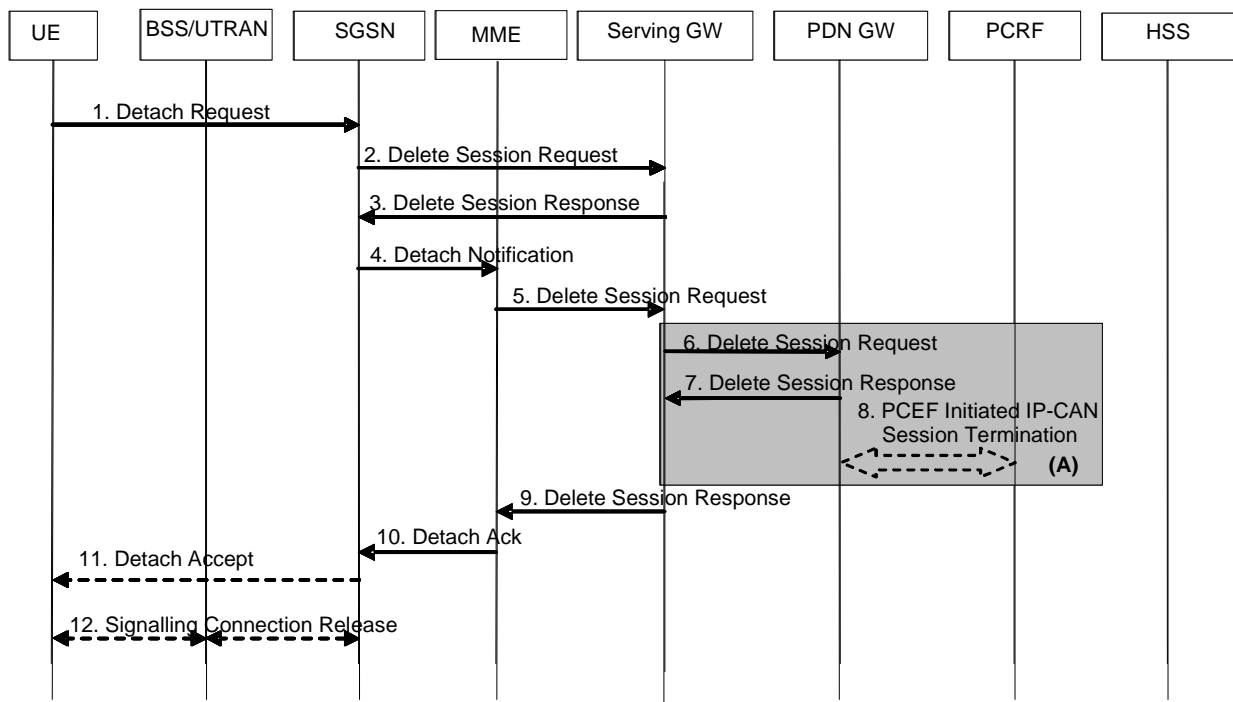 UE
BSS/UTRAN
SGSN
MME
Serving GW
PDN GW
PCRF
HSS
1. Detach Request
2. Delete Session Request
3. Delete Session Response
4. Detach Notification
5. Delete Session Request
6. Delete Session Request
7. Delete Session Response
8. PCEF Initiated IP-CAN
Session Termination
(A)
9. Delete Session Response
10. Detach Ack
11. Detach Accept
12. Signalling Connection Release